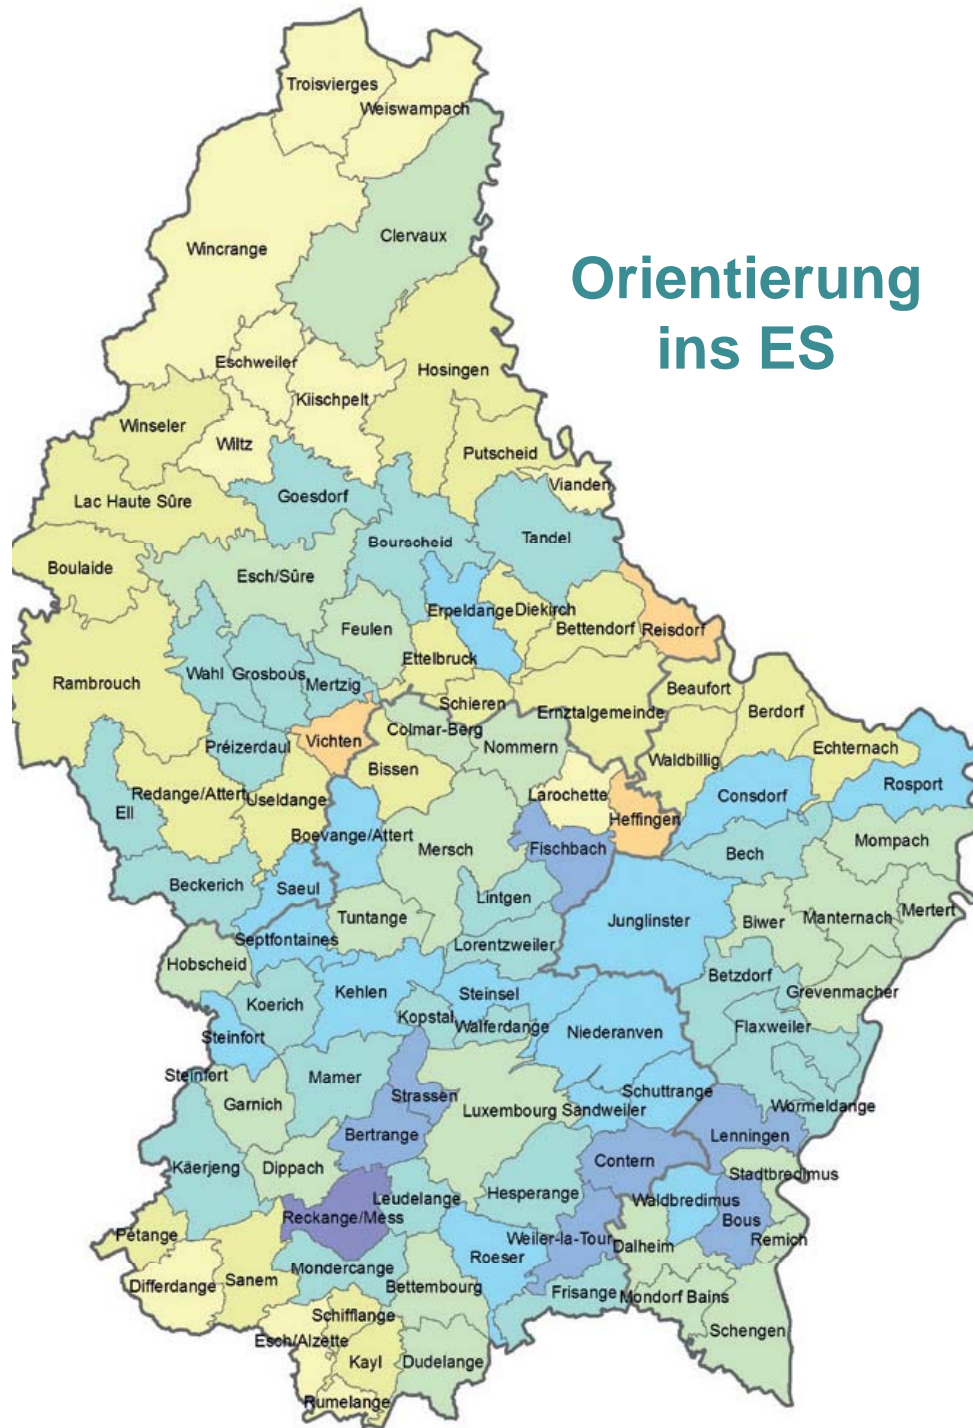 Troisvierges
Weiswampach
Clervaux
Wincrange
Orientierung
ins ES
Eschweiler
Hosingen
Kiischpelt
Winseler
Wiltz
Putscheid
Vianden
Lac Haute Sûre
Goesdorf
Tandel
Bourscheid
Boulaide
Esch/Sûre
Erpeldange
Diekirch
Feulen
Bettendorf
Reisdorf
Ettelbruck
Wahl
Grosbous
Mertzig
Rambrouch
Beaufort
Schieren
Ernztalgemeinde
Berdorf
Colmar-Berg
Préizerdaul
Vichten
Nommern
Echternach
Waldbillig
Bissen
Rosport
Redange/Attert
Useldange
Larochette
Consdorf
Ell
Heffingen
Boevange/Attert
Mersch
Fischbach
Mompach
Bech
Beckerich
Saeul
Lintgen
Tuntange
Junglinster
Biwer
Manternach
Mertert
Septfontaines
Lorentzweiler
Hobscheid
Betzdorf
Grevenmacher
Koerich
Kehlen
Steinsel
Kopstal
Walferdange
Niederanven
Flaxweiler
Steinfort
Steinfort
Mamer
Strassen
Schuttrange
Garnich
Luxembourg
Sandweiler
Wormeldange
Bertrange
Lenningen
Käerjeng
Dippach
Contern
Stadtbredimus
Leudelange
Hesperange
Waldbredimus
Reckange/Mess
Bous
Pétange
Weiler-la-Tour
Remich
Roeser
Dalheim
Mondercange
Differdange
Sanem
Bettembourg
Frisange
Mondorf Bains
Schifflange
Schengen
Esch/Alzette
Kayl
Dudelange
Rumelange